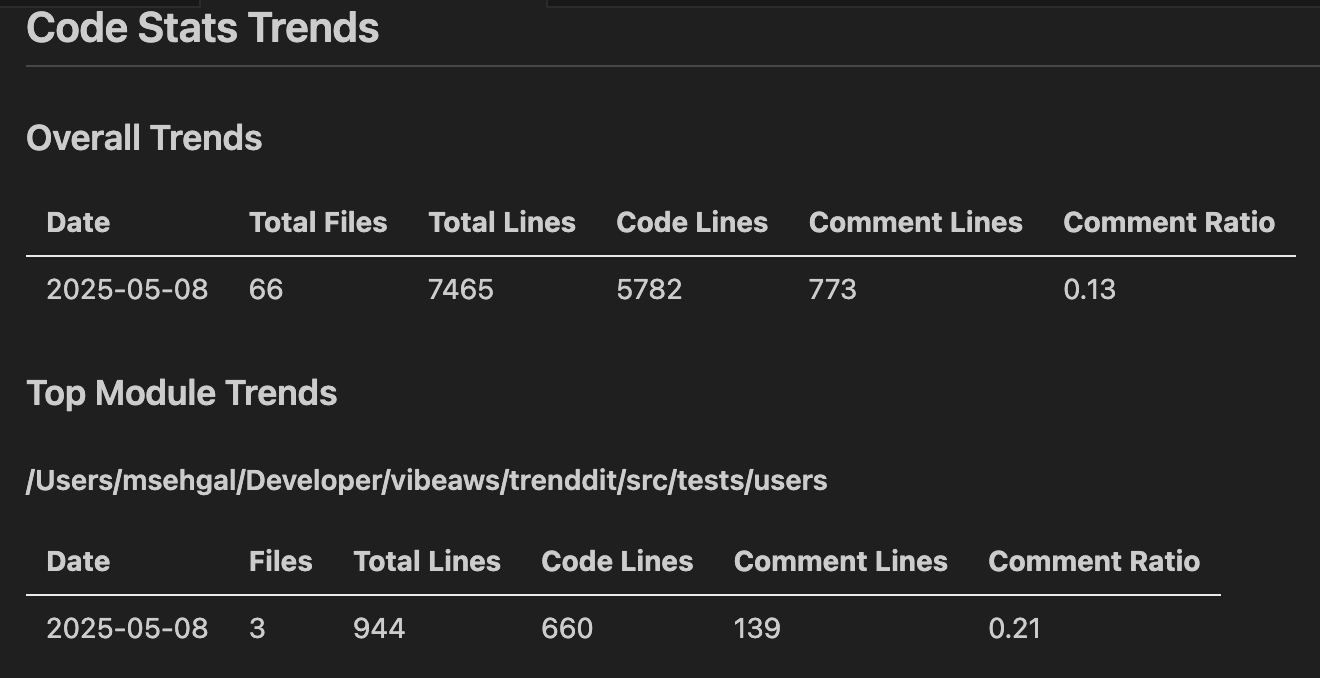 Code Stats Trends
Overall Trends
Date Total Files Total Lines Code Lines Comment Lines Comment Ratio
2025-05-08 66 7465 5782 773 0.13
Top Module Trends
/Users/msehgal/Developer/vibeaws/trenddit/src/tests/users
Date Files Total Lines Code Lines Comment Lines Comment Ratio
2025-05-08 3 944 660 139 0.21